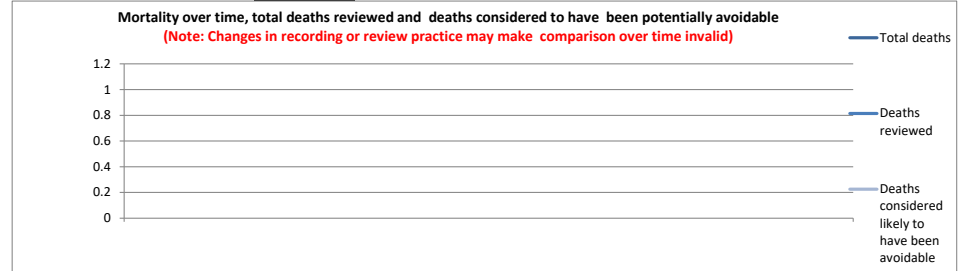 Mortality over time, total deaths reviewed and deaths considered to have been potentially avoidable
(Note: Changes in recording or review practice may make comparison over time invalid)
1.2
1
0.8
0.6
0.4
0.2
0
Total deaths
Deaths
reviewed
Deaths
considered
likely to
have been
avoidable